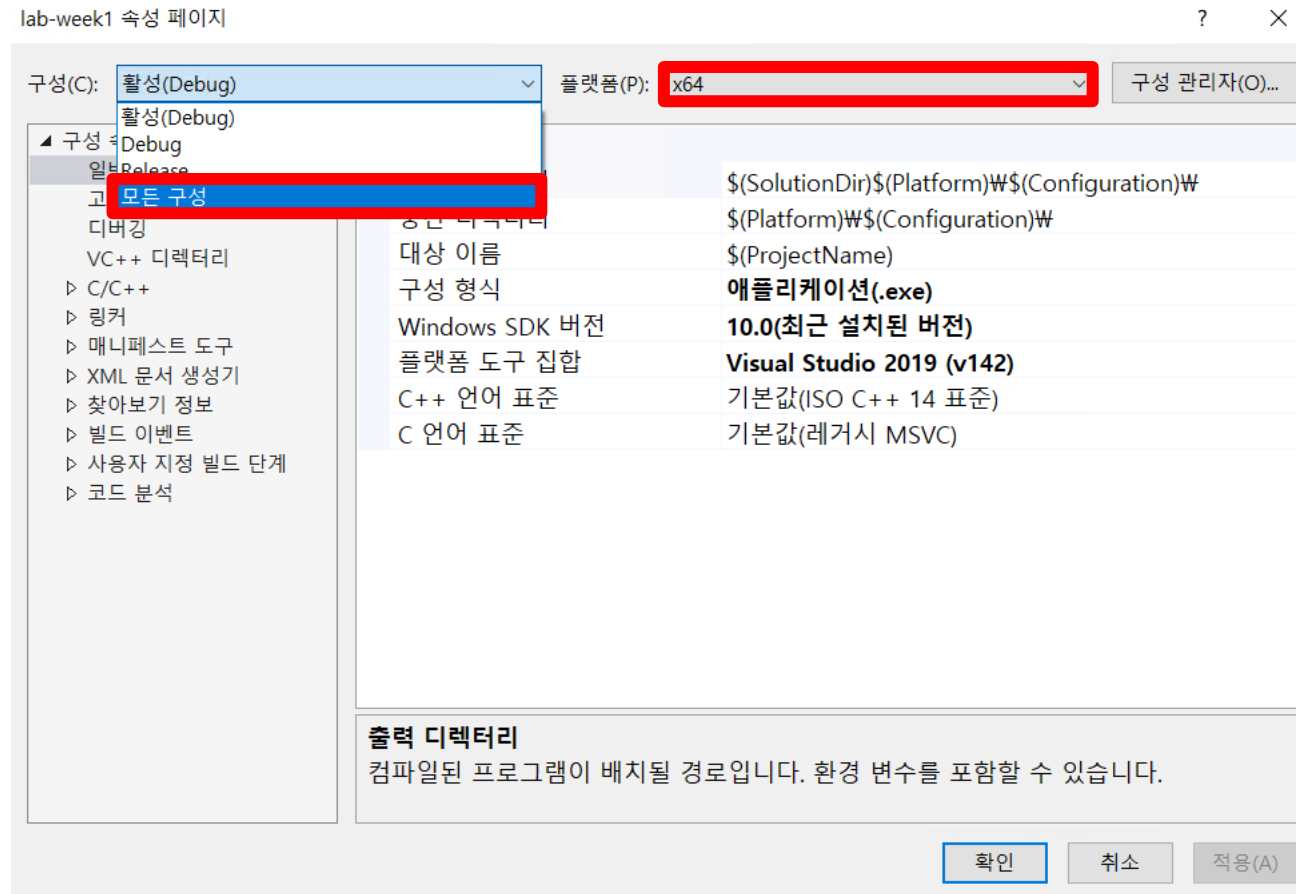 lab-week1 속성 페이지 ?
구성(C): 활성(Debug) 플랫폼(P): x64 구성 관리자(O)...
활성(Debug)
Debug
Release
모든 구성
구성
디버깅
VC++ 디렉터리
C/C++
링커
매니페스트 도구
XML 문서 생성기
찾아보기 정보
빌드 이벤트
사용자 지정 빌드 단계
코드 분석
$(SolutionDir)$(Platform)₩$(Configuration)₩
$(Platform)₩$(Configuration)₩
대상 이름 $(ProjectName)
구성 형식 애플리케이션(.exe)
Windows SDK 버전 10.0(최근 설치된 버전)
플랫폼 도구 집합 Visual Studio 2019 (v142)
C++ 언어 표준 기본값(ISO C++ 14 표준)
C 언어 표준 기본값(레거시 MSVC)
출력 디렉터리
컴파일된 프로그램이 배치될 경로입니다. 환경 변수를 포함할 수 있습니다.
확인 취소 적용(A)